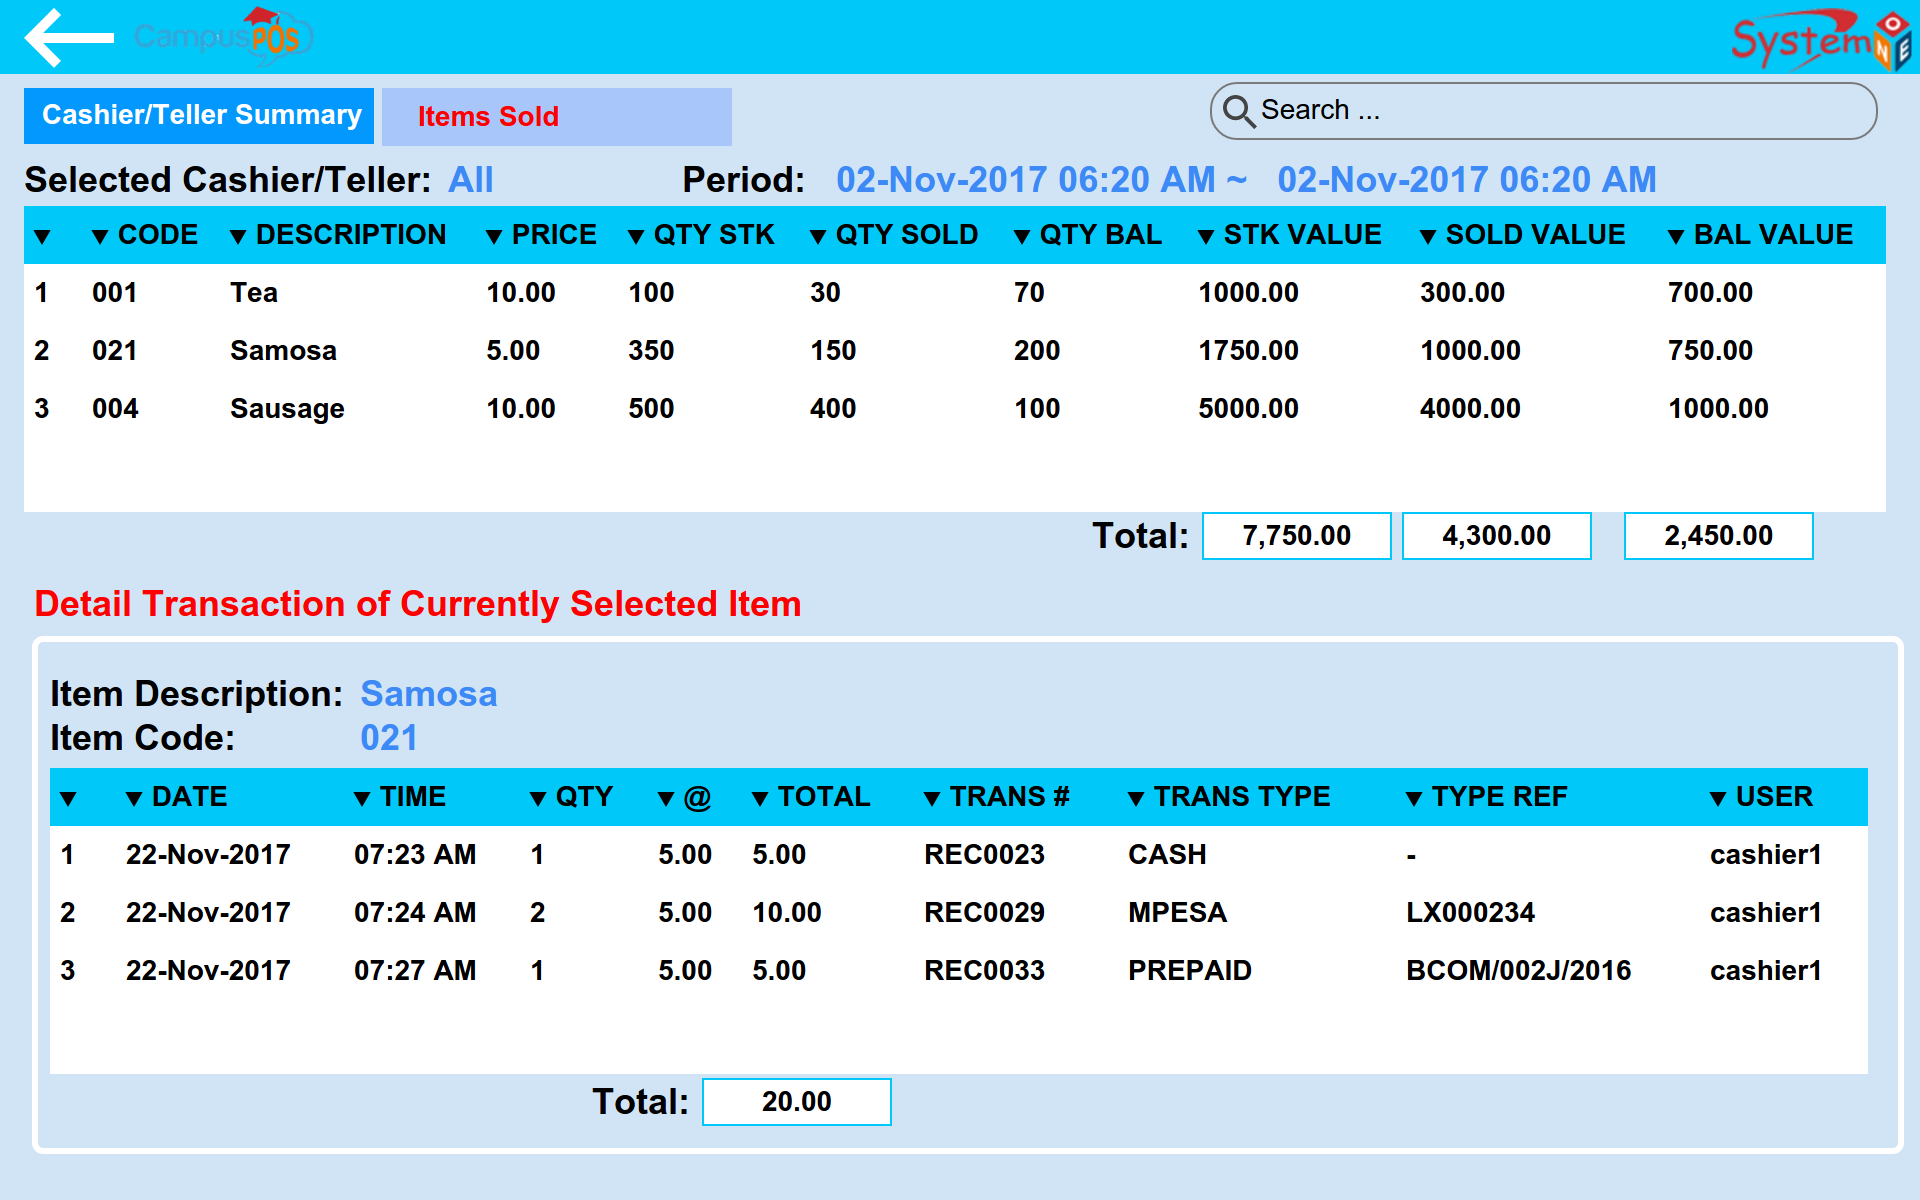 CampusPOS
SystemONE
Cashier/Teller Summary
Items Sold
Search ...
Selected Cashier/Teller: All Period: 02-Nov-2017 06:20 AM ~ 02-Nov-2017 06:20 AM
▼ ▼ CODE ▼ DESCRIPTION ▼ PRICE ▼ QTY STK ▼ QTY SOLD ▼ QTY BAL ▼ STK VALUE ▼ SOLD VALUE ▼ BAL VALUE
1 001 Tea 10.00 100 30 70 1000.00 300.00 700.00
2 021 Samosa 5.00 350 150 200 1750.00 1000.00 750.00
3 004 Sausage 10.00 500 400 100 5000.00 4000.00 1000.00
Total: 7,750.00 4,300.00 2,450.00
Detail Transaction of Currently Selected Item
Item Description: Samosa
Item Code: 021
▼ ▼ DATE ▼ TIME ▼ QTY ▼ @ ▼ TOTAL ▼ TRANS # ▼ TRANS TYPE ▼ TYPE REF ▼ USER
1 22-Nov-2017 07:23 AM 1 5.00 5.00 REC0023 CASH - cashier1
2 22-Nov-2017 07:24 AM 2 5.00 10.00 REC0029 MPESA LX000234 cashier1
3 22-Nov-2017 07:27 AM 1 5.00 5.00 REC0033 PREPAID BCOM/002J/2016 cashier1
Total: 20.00